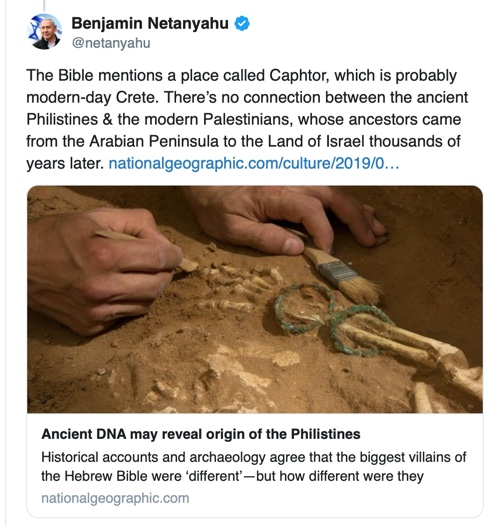 Benjamin Netanyahu
@netanyahu
The Bible mentions a place called Caphtor, which is probably
modern-day Crete. There’s no connection between the ancient
Philistines & the modern Palestinians, whose ancestors came
from the Arabian Peninsula to the Land of Israel thousands of
years later. nationalgeographic.com/culture/2019/0…
Ancient DNA may reveal origin of the Philistines
Historical accounts and archaeology agree that the biggest villains of
the Hebrew Bible were ‘different’—but how different were they
nationalgeographic.com